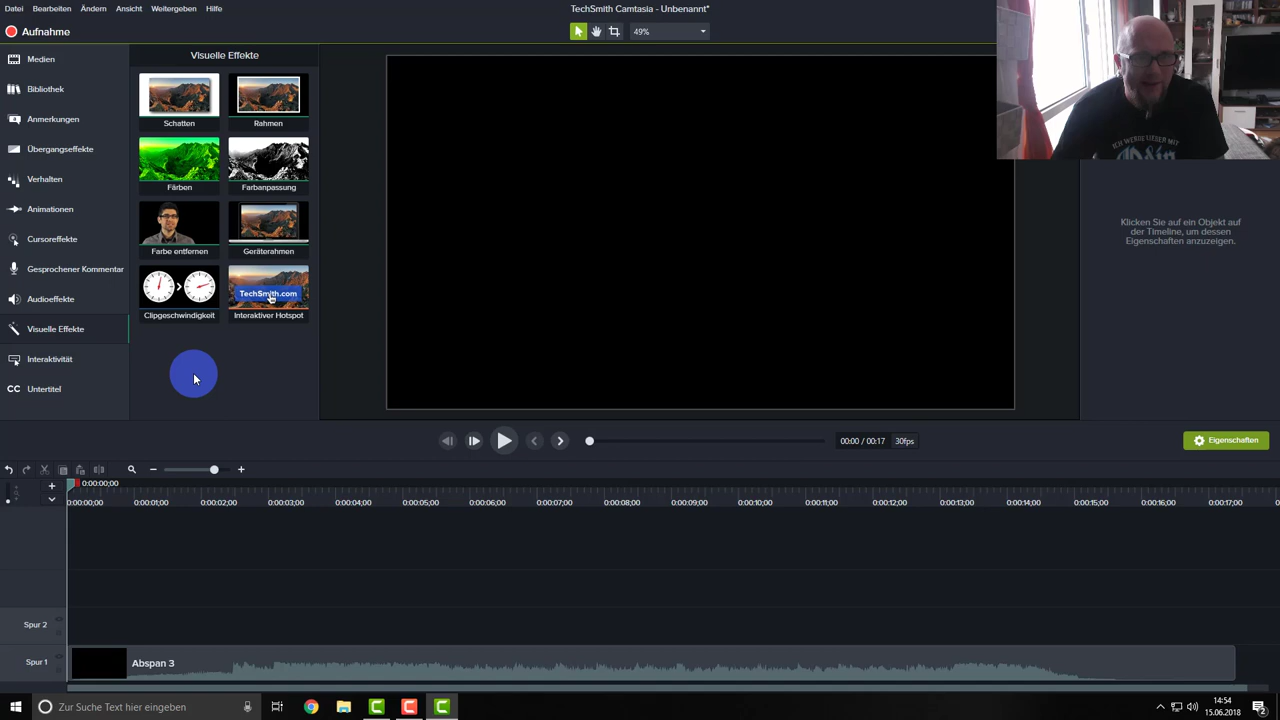 Datei Bearbeiten Ändern Ansicht Weitergeben Hilfe
TechSmith Camtasia - Unbenannt*
Aufnahme
49%
Medien
Bibliothek
Anmerkungen
Übergangseffekte
Verhalten
Animationen
Cursoreffekte
Gesprochener Kommentar
Audioeffekte
Visuelle Effekte
Interaktivität
CC Untertitel
Visuelle Effekte
Schatten
Rahmen
Färben
Farbanpassung
Farbe entfernen
Geräterahmen
TechSmith.com
Clipgeschwindigkeit
Interaktiver Hotspot
ICH WERDE LIEBER MIT
Klicken Sie auf ein Objekt auf
der Timeline, um dessen
Eigenschaften anzuzeigen.
00:00 / 00:17 30fps
Eigenschaften
0:00:00;00
0:00:00;00 0:00:01;00 0:00:02;00 0:00:03;00 0:00:04;00 0:00:05;00 0:00:06;00 0:00:07;00 0:00:08;00 0:00:09;00 0:00:10;00 0:00:11;00 0:00:12;00 0:00:13;00 0:00:14;00 0:00:15;00 0:00:16;00 0:00:17;00
Spur 2
Spur 1
Abspan 3
Zur Suche Text hier eingeben
14:54
15.06.2018
2